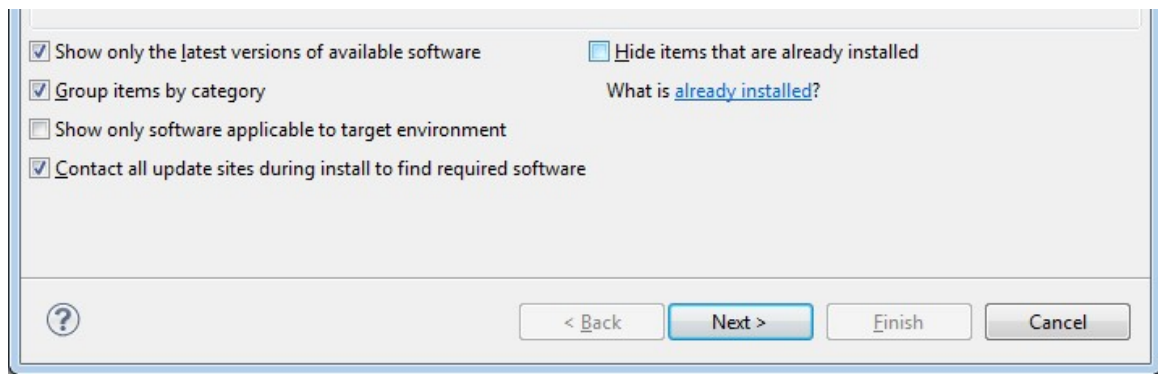 Show only the latest versions of available software
Hide items that are already installed
Group items by category
What is already installed?
Show only software applicable to target environment
Contact all update sites during install to find required software
?
< Back
Next >
Finish
Cancel